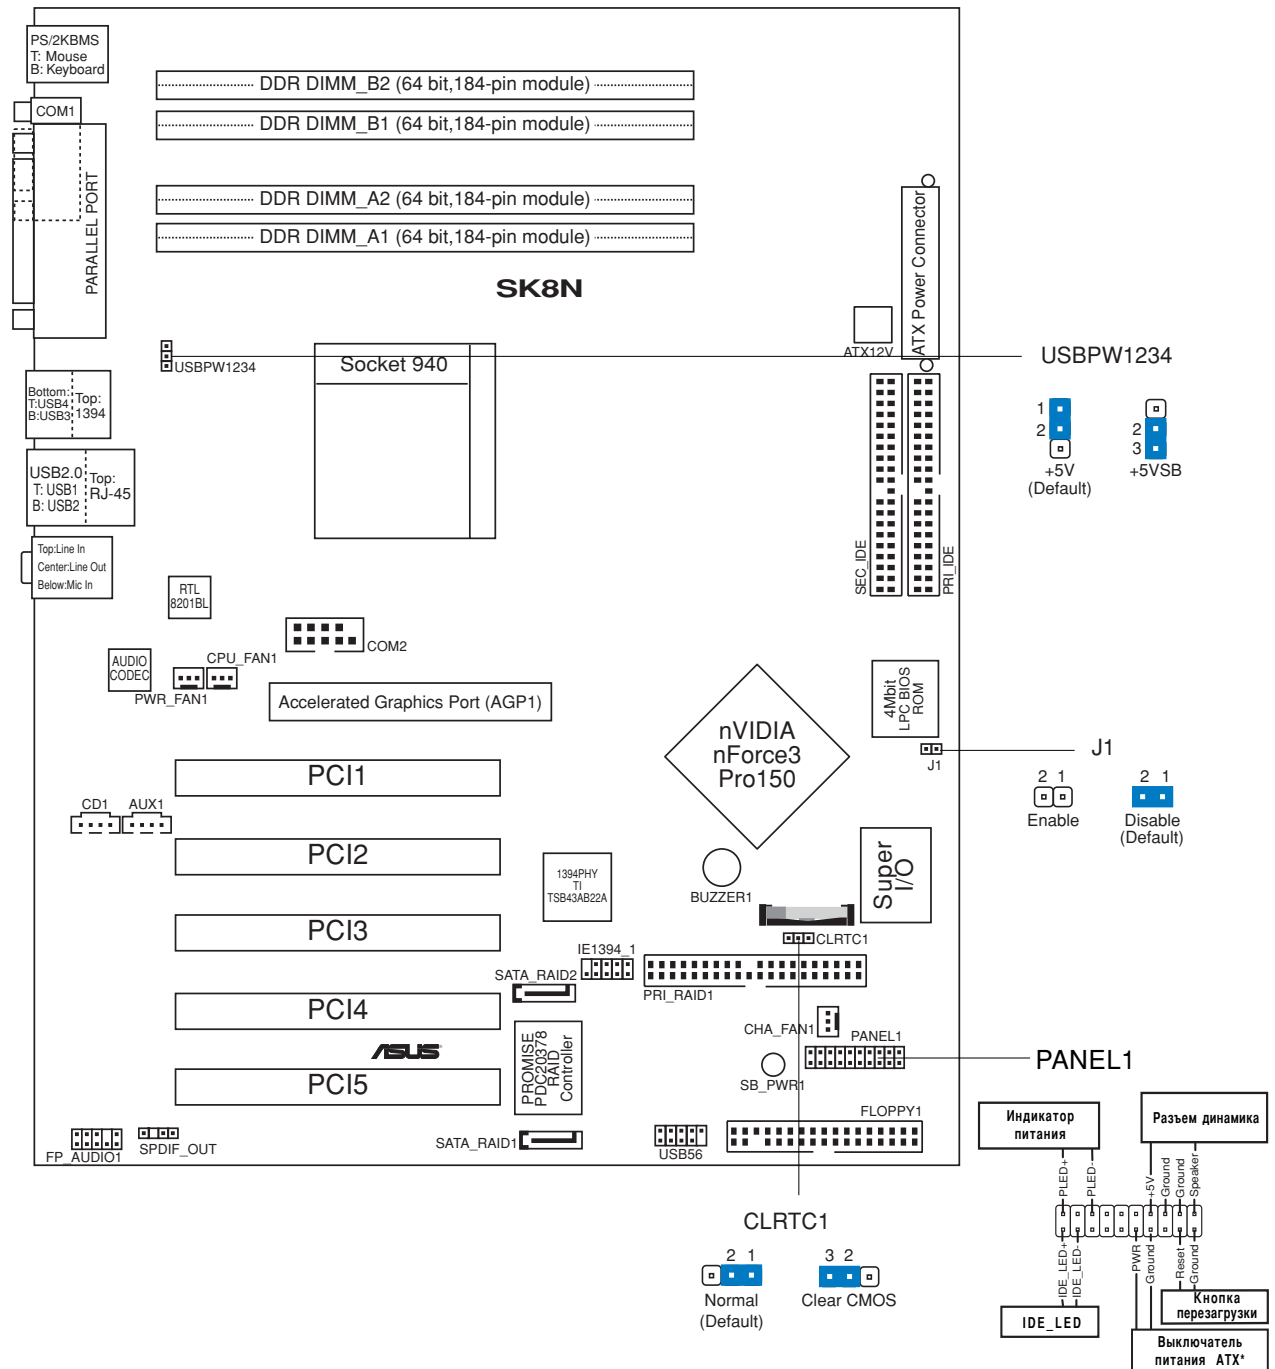 PS/2KBMS
T: Mouse
B: Keyboard
COM1
PARALLEL PORT
DDR DIMM_B2 (64 bit,184-pin module)
DDR DIMM_B1 (64 bit,184-pin module)
DDR DIMM_A2 (64 bit,184-pin module)
DDR DIMM_A1 (64 bit,184-pin module)
SK8N
ATX Power Connector
ATX12V
USBPW1234
Socket 940
USBPW1234
1
2
+5V
(Default)
2
3
+5VSB
Bottom:
T:USB4
B:USB3
Top:
1394
USB2.0
T: USB1
B: USB2
Top:
RJ-45
Top:Line In
Center:Line Out
Below:Mic In
SEC_IDE
PRI_IDE
RTL
8201BL
COM2
AUDIO
CODEC
CPU_FAN1
PWR_FAN1
Accelerated Graphics Port (AGP1)
4Mbit
LPC BIOS
ROM
nVIDIA
nForce3
Pro150
J1
J1
2 1
Enable
2 1
Disable
(Default)
PCI1
CD1
AUX1
PCI2
1394PHY
TI
TSB43AB22A
BUZZER1
Super
I/O
PCI3
CLRTC1
IE1394_1
SATA_RAID2
PRI_RAID1
PCI4
CHA_FAN1
PANEL1
PANEL1
ASUS
PROMISE
PDC20378
RAID
Controller
SB_PWR1
PCI5
FLOPPY1
FP_AUDIO1
SPDIF_OUT
SATA_RAID1
USB56
Индикатор
питания
Разъем динамика
PLED+
PLED-
+5V
Ground
Ground
Speaker
IDE_LED+
IDE_LED-
PWR
Ground
Reset
Ground
IDE_LED
Кнопка
перезагрузки
Выключатель
питания ATX*
CLRTC1
2 1
Normal
(Default)
3 2
Clear CMOS